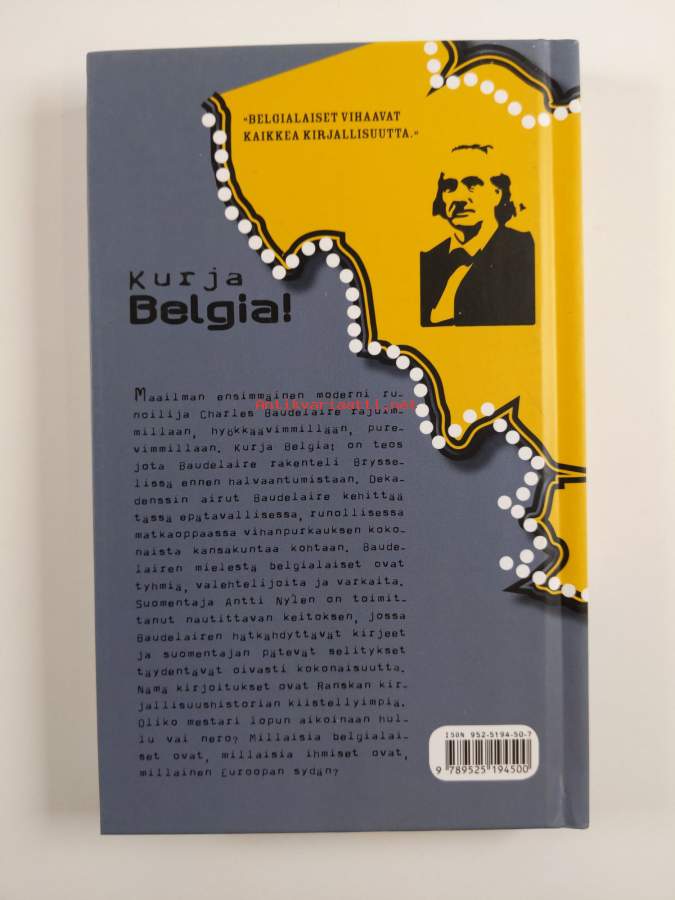 "BELGIALAISET VIHAAVAT
KAIKKEA KIRJALLISUUTTA."
Kurja
Belgia!
Maailman ensimmäinen moderni ru-
noilija Charles Baudelaire rajuim-
Antikvariaatti.net
millaan, hyökkäävimmillään, pure-
vimmillaan. Kurja Belgia! on teos
jota Baudelaire rakenteli Brysse-
lissä ennen halvaantumistaan. Deka-
denssin airut Baudelaire kehittää
tässä epätavallisessa, runollisessa
matkaoppaassa vihanpurkauksen koko-
naista kansakuntaa kohtaan. Baude-
lairen mielestä belgialaiset ovat
tyhmiä, valehtelijoita ja varkaita.
Suomentaja Antti Nylén on toimit-
tanut nautittavan keitoksen, jossa
Baudelairen hätkähdyttävät kirjeet
ja suomentajan pätevät selitykset
täydentävät oivasti kokonaisuutta.
Nämä kirjoitukset ovat Ranskan kir-
jallisuushistorian kiistellyimpiä.
Oliko mestari lopun aikoinaan hul-
lu vai nero? Millaisia belgialai-
set ovat, millaisia ihmiset ovat,
millainen Euroopan sydän?
ISBN 952-5194-50-7
9 789525 194500